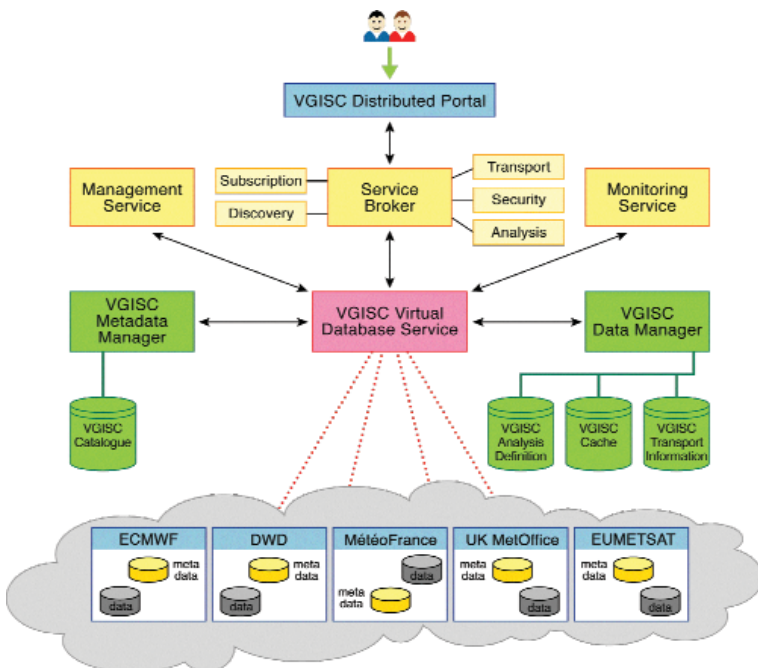 VGISC Distributed Portal
Management
Service
Subscription
Discovery
Service
Broker
Transport
Security
Analysis
Monitoring
Service
VGISC
Metadata
Manager
VGISC Virtual
Database Service
VGISC
Data Manager
VGISC
Catalogue
VGISC
Analysis
Definition
VGISC
Cache
VGISC
Transport
Information
ECMWF
meta
data
data
DWD
meta
data
data
MétéoFrance
data
meta
data
UK MetOffice
meta
data
data
EUMETSAT
meta
data
data